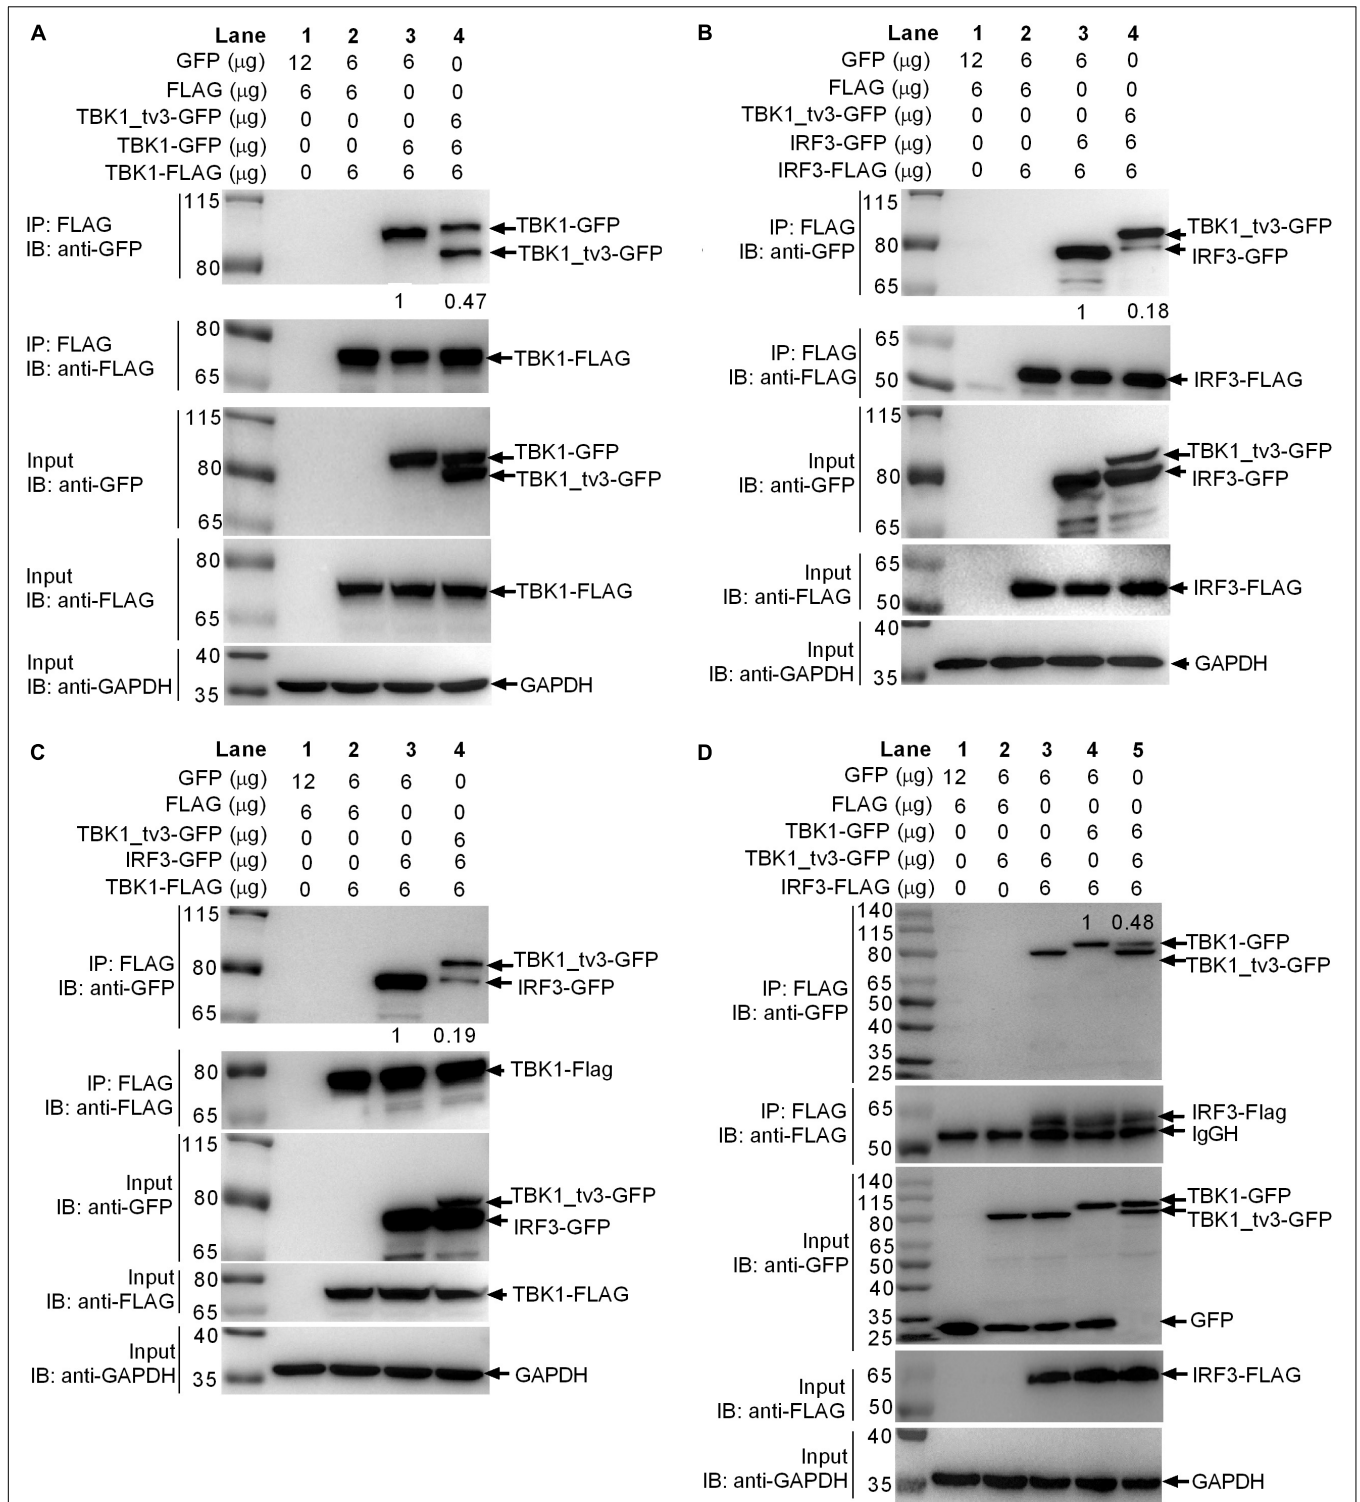 A
Lane 1 2 3 4
GFP (µg) 12 6 6 0
FLAG (µg) 6 6 0 0
TBK1_tv3-GFP (µg) 0 0 0 6
TBK1-GFP (µg) 0 0 6 6
TBK1-FLAG (µg) 0 6 6 6
IP: FLAG
IB: anti-GFP
115
80
TBK1-GFP
TBK1_tv3-GFP
1 0.47
IP: FLAG
IB: anti-FLAG
80
65
TBK1-FLAG
Input
IB: anti-GFP
115
80
65
TBK1-GFP
TBK1_tv3-GFP
Input
IB: anti-FLAG
80
65
TBK1-FLAG
Input
IB: anti-GAPDH
40
35
GAPDH
B
Lane 1 2 3 4
GFP (µg) 12 6 6 0
FLAG (µg) 6 6 0 0
TBK1_tv3-GFP (µg) 0 0 0 6
IRF3-GFP (µg) 0 0 6 6
IRF3-FLAG (µg) 0 6 6 6
IP: FLAG
IB: anti-GFP
115
80
65
TBK1_tv3-GFP
IRF3-GFP
1 0.18
IP: FLAG
IB: anti-FLAG
65
50
IRF3-FLAG
Input
IB: anti-GFP
115
80
65
TBK1_tv3-GFP
IRF3-GFP
Input
IB: anti-FLAG
65
50
IRF3-FLAG
Input
IB: anti-GAPDH
40
35
GAPDH
C
Lane 1 2 3 4
GFP (µg) 12 6 6 0
FLAG (µg) 6 6 0 0
TBK1_tv3-GFP (µg) 0 0 0 6
IRF3-GFP (µg) 0 0 6 6
TBK1-FLAG (µg) 0 6 6 6
IP: FLAG
IB: anti-GFP
115
80
65
TBK1_tv3-GFP
IRF3-GFP
1 0.19
IP: FLAG
IB: anti-FLAG
80
65
TBK1-Flag
Input
IB: anti-GFP
115
80
65
TBK1_tv3-GFP
IRF3-GFP
Input
IB: anti-FLAG
80
65
TBK1-FLAG
Input
IB: anti-GAPDH
40
35
GAPDH
D
Lane 1 2 3 4 5
GFP (µg) 12 6 6 6 0
FLAG (µg) 6 6 0 0 0
TBK1-GFP (µg) 0 0 0 6 6
TBK1_tv3-GFP (µg) 0 6 6 0 6
IRF3-FLAG (µg) 0 0 6 6 6
IP: FLAG
IB: anti-GFP
140
115
80
65
50
40
35
25
1 0.48
TBK1-GFP
TBK1_tv3-GFP
IP: FLAG
IB: anti-FLAG
65
50
IRF3-Flag
IgGH
Input
IB: anti-GFP
140
115
80
65
50
40
35
25
TBK1-GFP
TBK1_tv3-GFP
GFP
Input
IB: anti-FLAG
65
50
IRF3-FLAG
Input
IB: anti-GAPDH
40
35
GAPDH